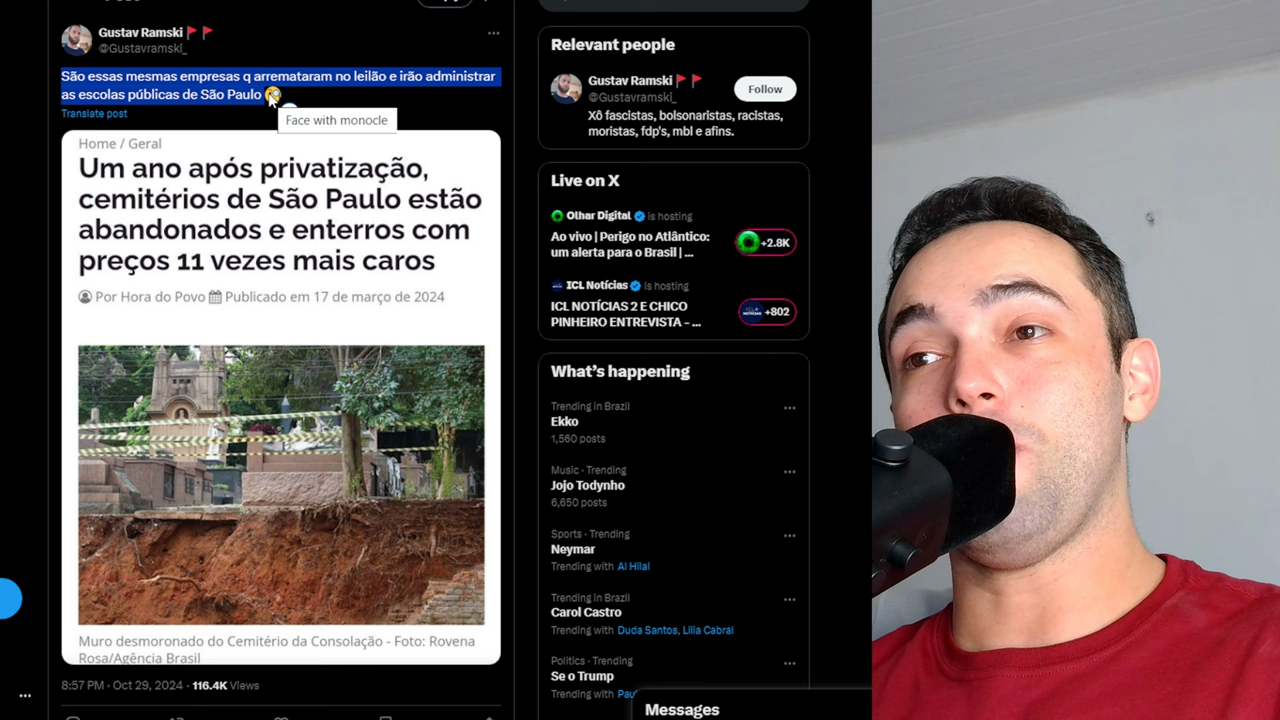 Gustav Ramski
@Gustavramski_
São essas mesmas empresas q arremataram no leilão e irão administrar
as escolas públicas de São Paulo
Face with monocle
Translate post
Home / Geral
Um ano após privatização,
cemitérios de São Paulo estão
abandonados e enterros com
preços 11 vezes mais caros
Por Hora do Povo Publicado em 17 de março de 2024
Muro desmoronado do Cemitério da Consolação - Foto: Rovena
Rosa/Agência Brasil
8:57 PM · Oct 29, 2024 · 116.4K Views
Relevant people
Gustav Ramski
@Gustavramski_
Follow
Xô fascistas, bolsonaristas, racistas,
moristas, fdp's, mbl e afins.
Live on X
Olhar Digital is hosting
Ao vivo | Perigo no Atlântico:
um alerta para o Brasil | ...
+2.8K
ICL Notícias is hosting
ICL NOTÍCIAS 2 E CHICO
PINHEIRO ENTREVISTA - ...
+802
What's happening
Trending in Brazil
Ekko
1,560 posts
Music · Trending
Jojo Todynho
6,650 posts
Sports · Trending
Neymar
Trending with Al Hilal
Trending in Brazil
Carol Castro
Trending with Duda Santos, Lilia Cabral
Politics · Trending
Se o Trump
Trending with
Messages